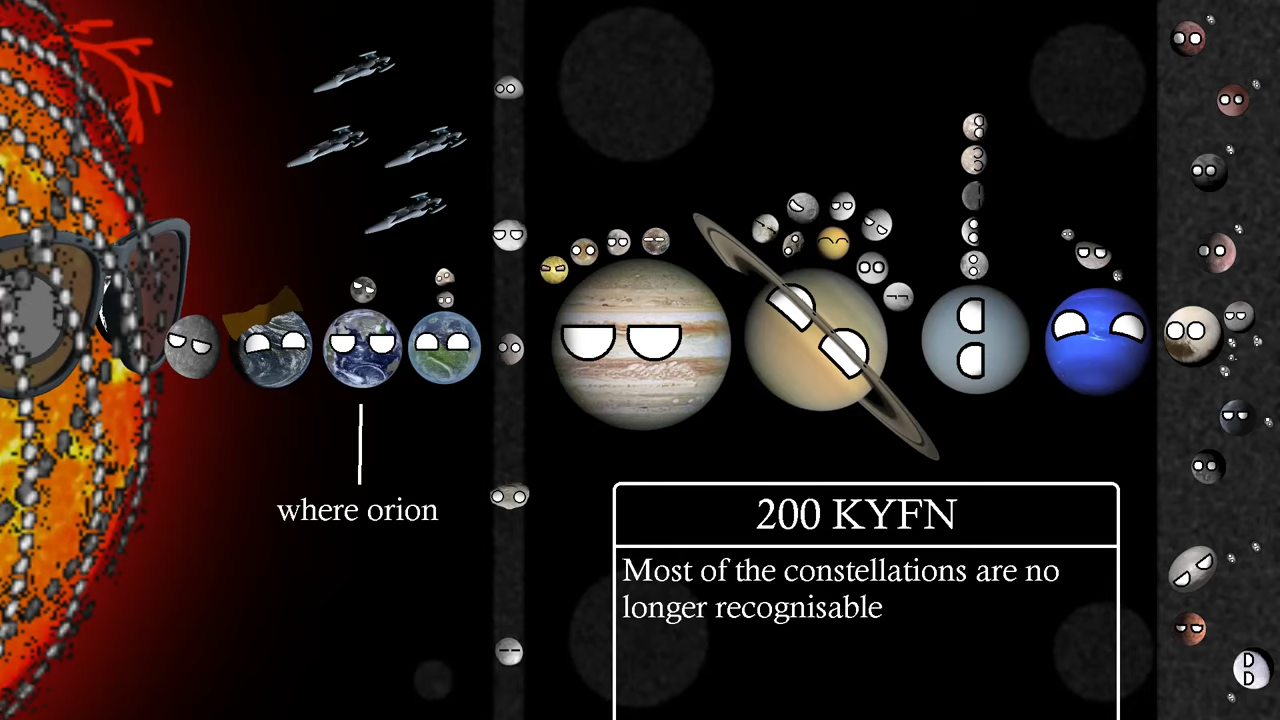 where orion
200 KYFN
Most of the constellations are no
longer recognisable